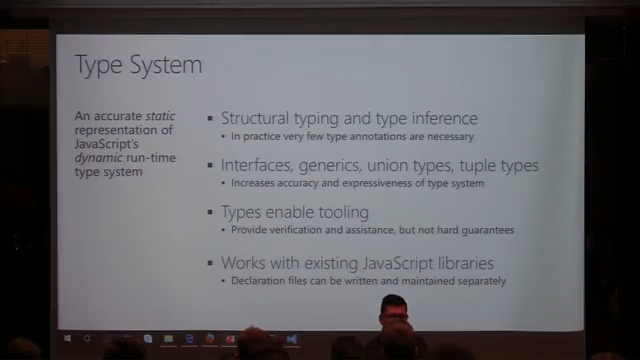 Type System
An accurate static
representation of
JavaScript's
dynamic run-time
type system
Structural typing and type inference
In practice very few type annotations are necessary
Interfaces, generics, union types, tuple types
Increases accuracy and expressiveness of type system
Types enable tooling
Provide verification and assistance, but not hard guarantees
Works with existing JavaScript libraries
Declaration files can be written and maintained separately